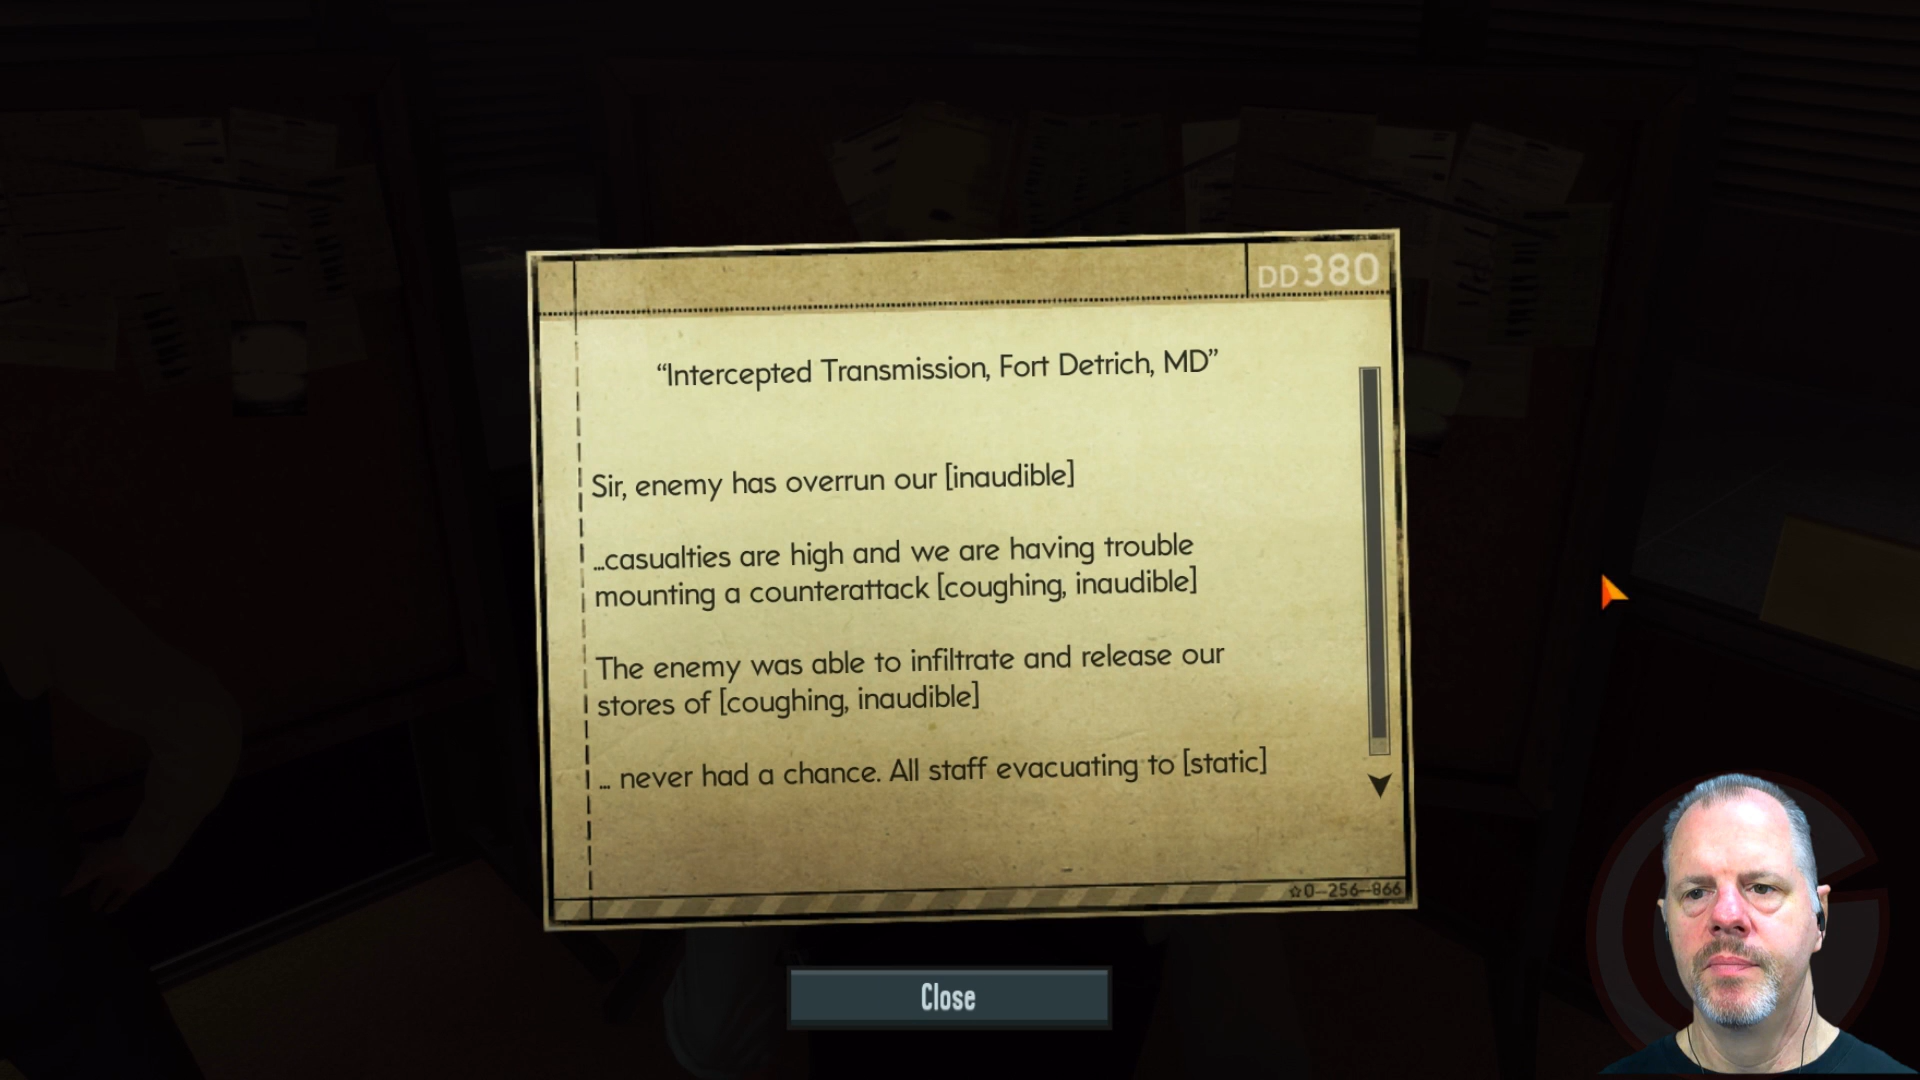 DD380
“Intercepted Transmission, Fort Detrich, MD”
Sir, enemy has overrun our [inaudible]
...casualties are high and we are having trouble
mounting a counterattack [coughing, inaudible]
The enemy was able to infiltrate and release our
stores of [coughing, inaudible]
... never had a chance. All staff evacuating to [static]
☆0-256-866
Close